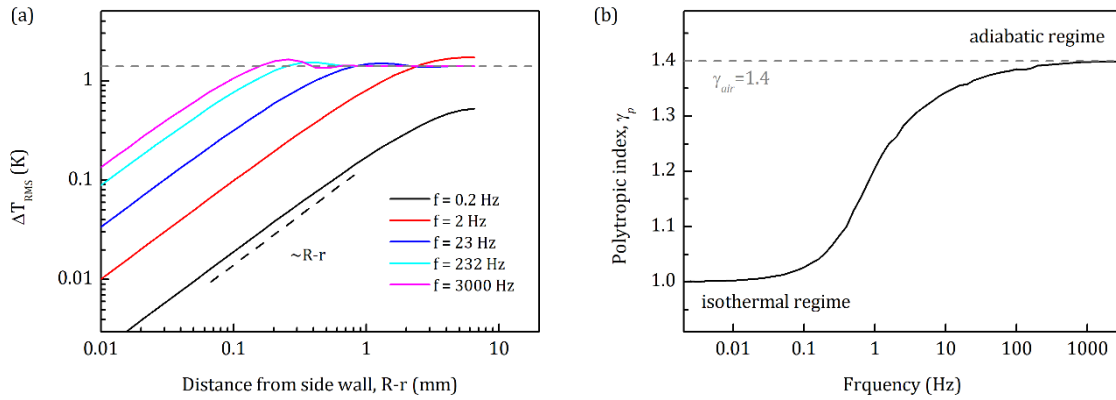 (a)
1
0.1
0.01
ΔT_RMS (K)
f = 0.2 Hz
f = 2 Hz
f = 23 Hz
f = 232 Hz
f = 3000 Hz
~R-r
0.01 0.1 1 10
Distance from side wall, R-r (mm)
(b)
adiabatic regime
γ_air=1.4
1.4
1.3
1.2
1.1
1.0
Polytropic index, γ_p
isothermal regime
0.01 0.1 1 10 100 1000
Frquency (Hz)